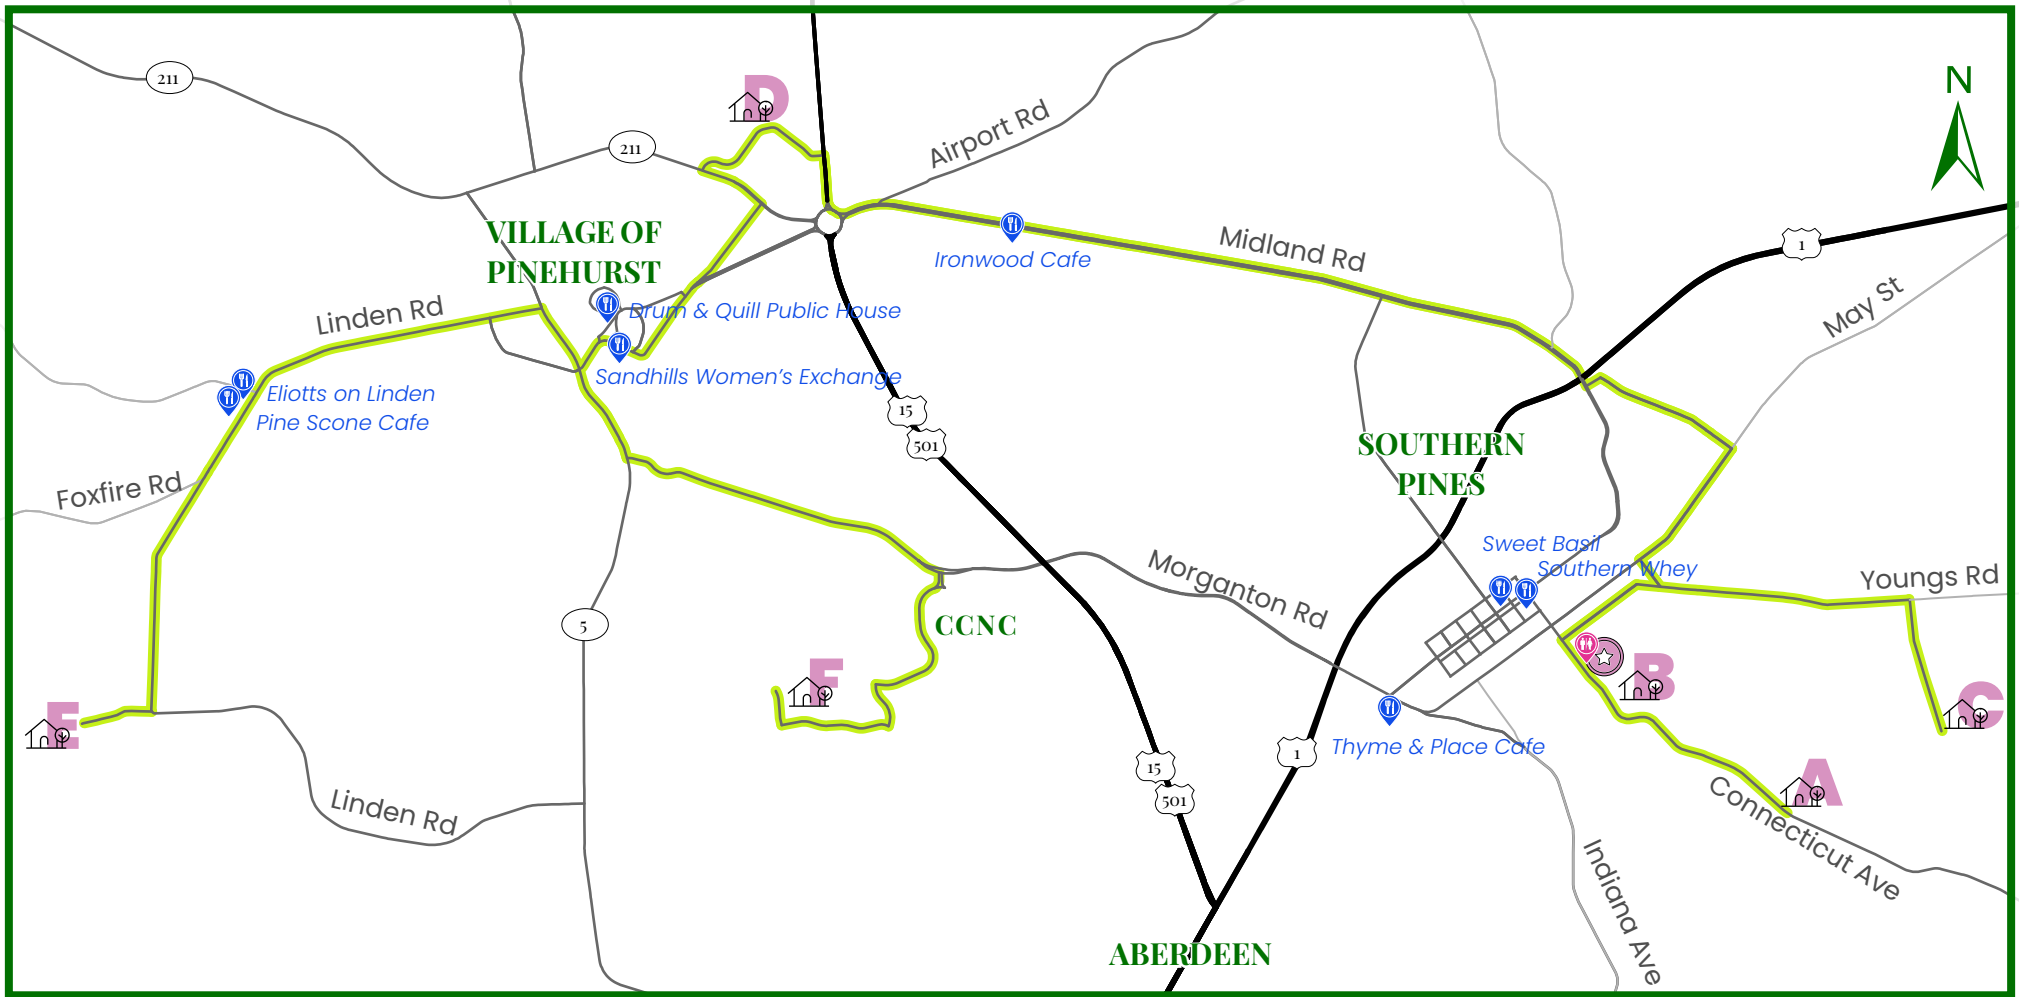 211
D
N
Airport Rd
211
VILLAGE OF
PINEHURST
Midland Rd
1
Ironwood Cafe
Linden Rd
Drum & Quill Public House
May St
Sandhills Women's Exchange
Eliotts on Linden
Pine Scone Cafe
15
501
SOUTHERN
PINES
Foxfire Rd
Sweet Basil
Southern Whey
Morganton Rd
Youngs Rd
5
CCNC
F
B
C
E
Thyme & Place Cafe
1
15
501
A
Linden Rd
Connecticut Ave
Indiana Ave
ABERDEEN